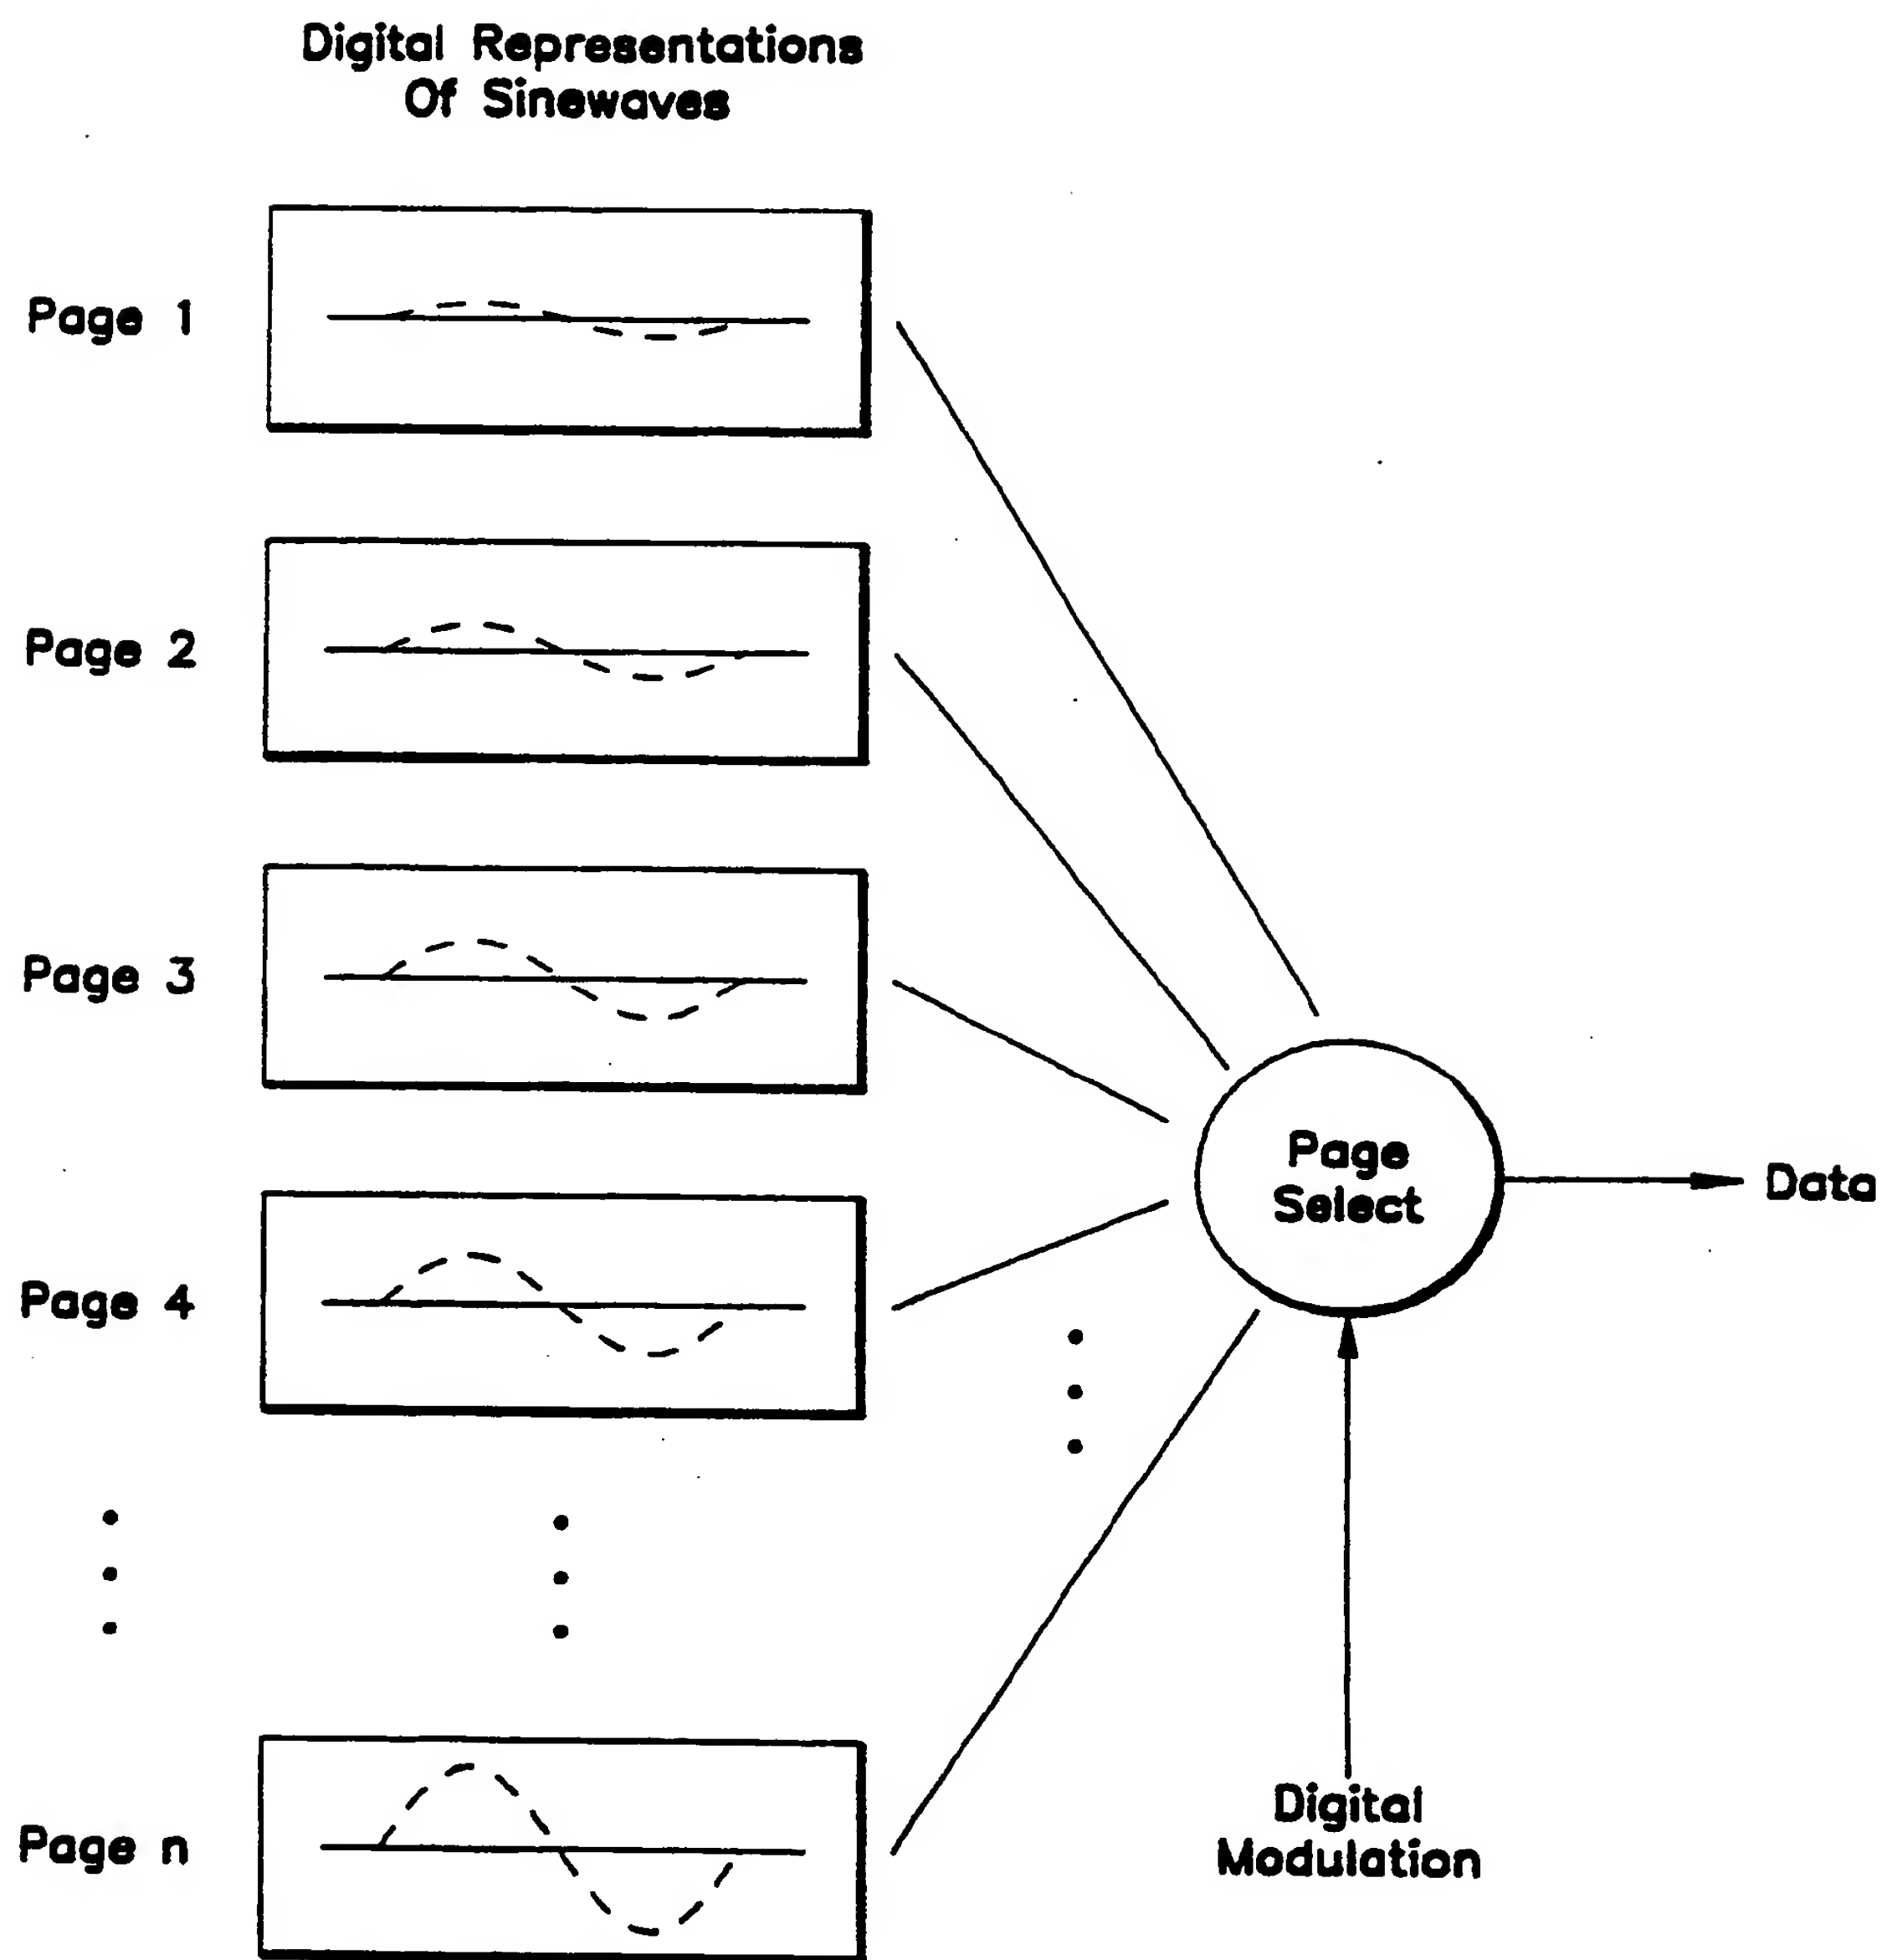 Digital Representations
Of Sinewaves
Page 1
Page 2
Page 3
Page
Select
Data
Page 4
Page n
Digital
Modulation